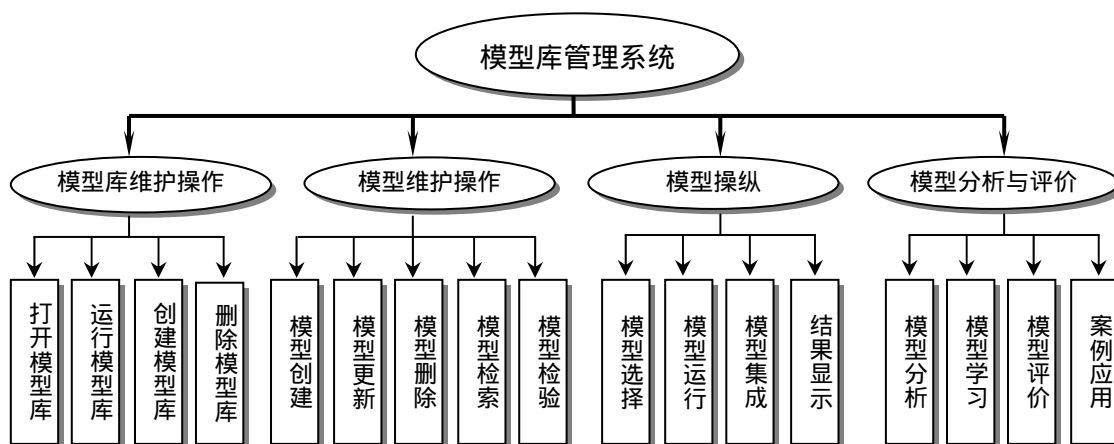 模型库管理系统
模型库维护操作
模型维护操作
模型操纵
模型分析与评价
打开模型库
运行模型库
创建模型库
删除模型库
模型创建
模型更新
模型删除
模型检索
模型检验
模型选择
模型运行
模型集成
结果显示
模型分析
模型学习
模型评价
案例应用